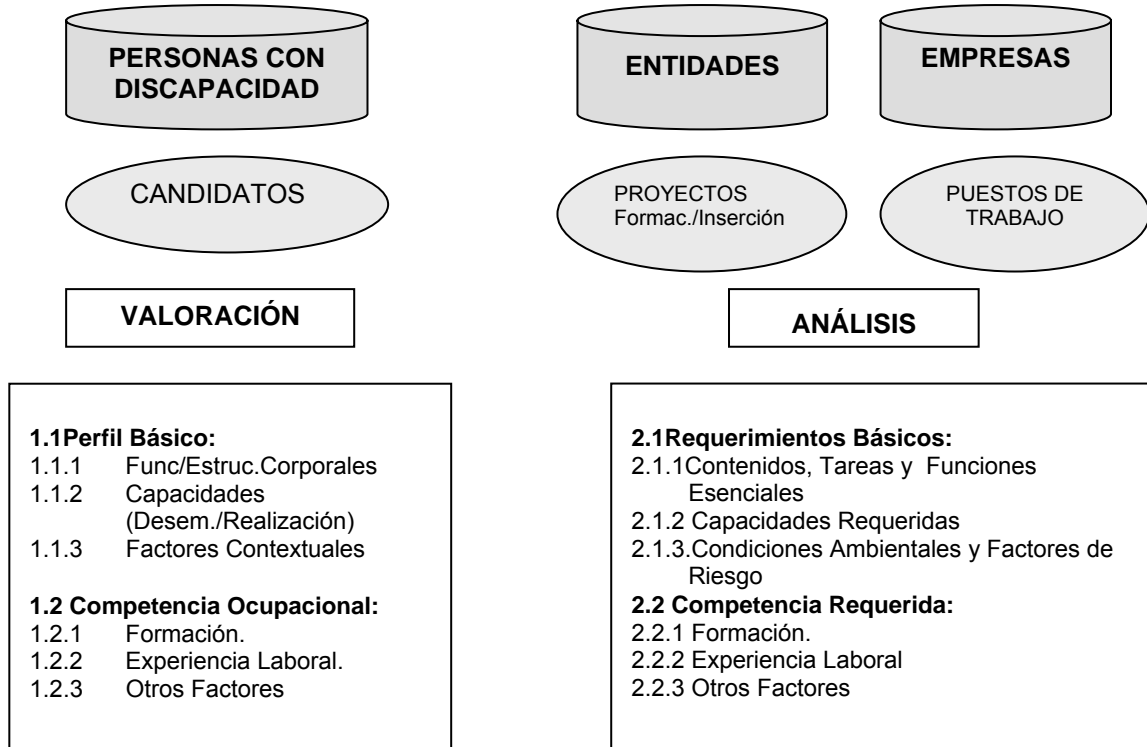 PERSONAS CON
DISCAPACIDAD
ENTIDADES
EMPRESAS
CANDIDATOS
PROYECTOS
Formac./Inserción
PUESTOS DE
TRABAJO
VALORACIÓN
ANÁLISIS
1.1Perfil Básico:
1.1.1 Func/Estruc.Corporales
1.1.2 Capacidades
(Desem./Realización)
1.1.3 Factores Contextuales
1.2 Competencia Ocupacional:
1.2.1 Formación.
1.2.2 Experiencia Laboral.
1.2.3 Otros Factores
2.1Requerimientos Básicos:
2.1.1Contenidos, Tareas y Funciones
Esenciales
2.1.2 Capacidades Requeridas
2.1.3.Condiciones Ambientales y Factores de
Riesgo
2.2 Competencia Requerida:
2.2.1 Formación.
2.2.2 Experiencia Laboral
2.2.3 Otros Factores